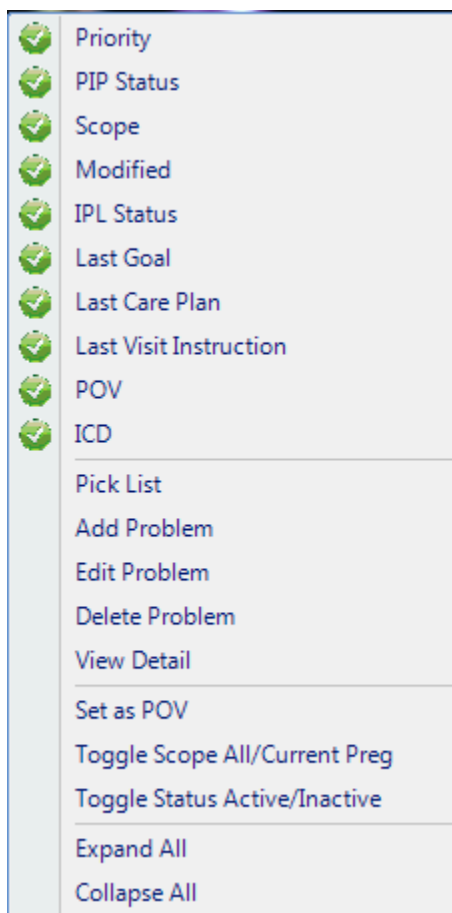 Priority
PIP Status
Scope
Modified
IPL Status
Last Goal
Last Care Plan
Last Visit Instruction
POV
ICD
Pick List
Add Problem
Edit Problem
Delete Problem
View Detail
Set as POV
Toggle Scope All/Current Preg
Toggle Status Active/Inactive
Expand All
Collapse All